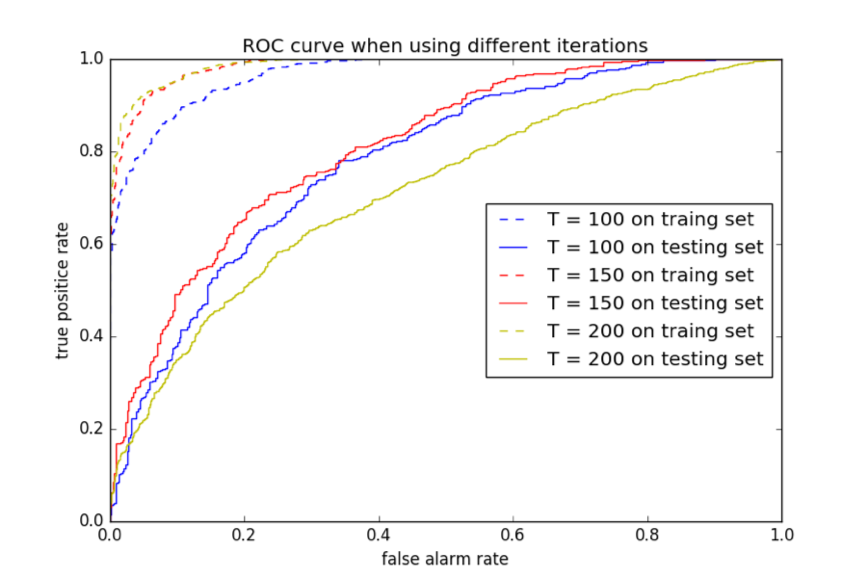 ROC curve when using different iterations
1.0
0.8
0.6
0.4
0.2
0.0
true positice rate
T = 100 on traing set
T = 100 on testing set
T = 150 on traing set
T = 150 on testing set
T = 200 on traing set
T = 200 on testing set
0.0 0.2 0.4 0.6 0.8 1.0
false alarm rate